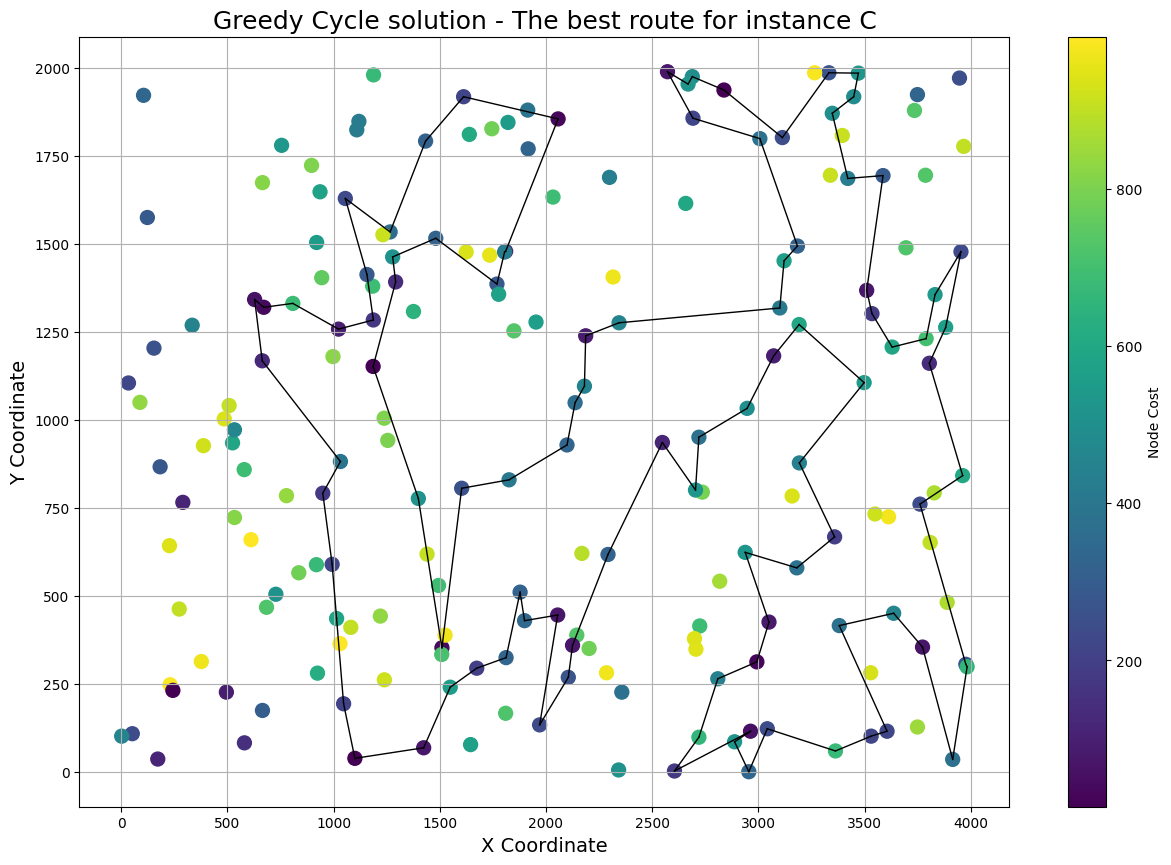 Greedy Cycle solution - The best route for instance C
2000
1750
1500
1250
1000
750
500
250
0
Y Coordinate
0 500 1000 1500 2000 2500 3000 3500 4000
X Coordinate
800
600
400
200
Node Cost